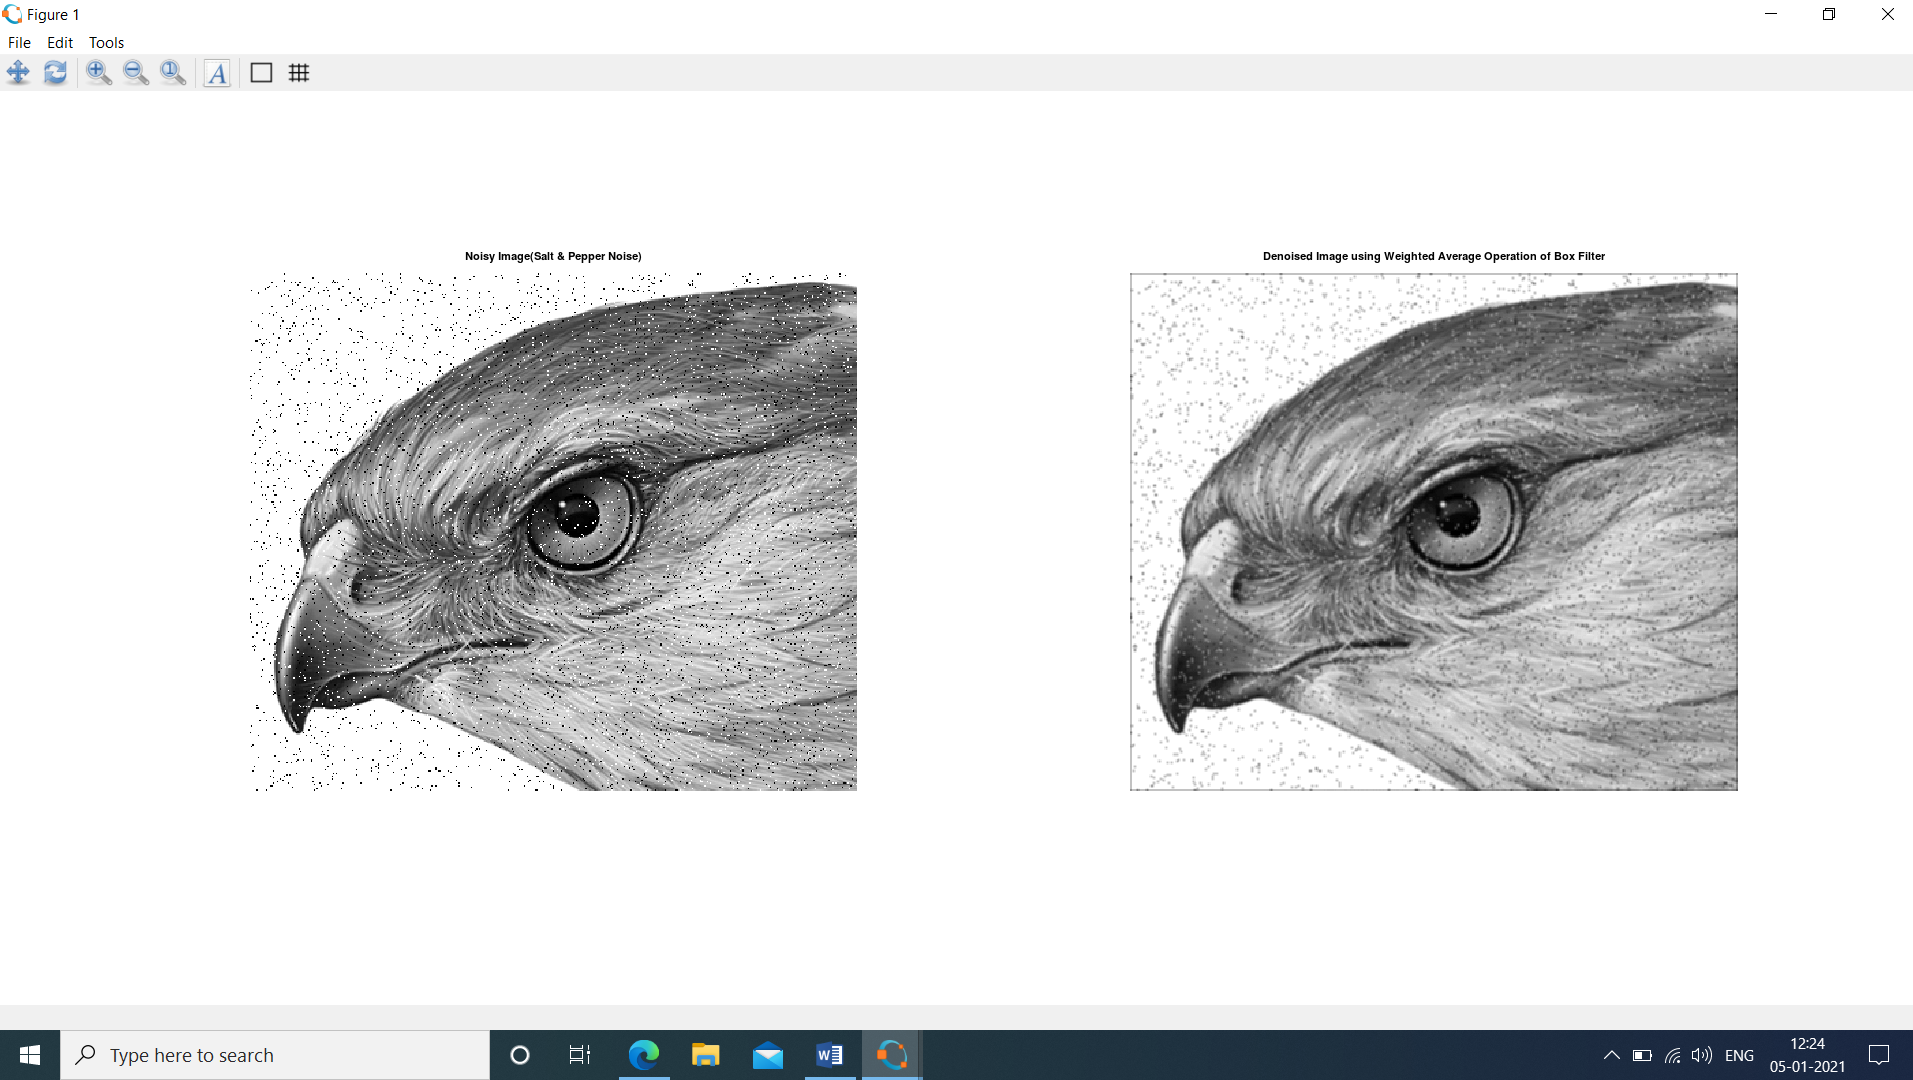 Figure 1
File Edit Tools
A
Noisy Image(Salt & Pepper Noise)
Denoised Image using Weighted Average Operation of Box Filter
Type here to search
ENG
12:24
05-01-2021